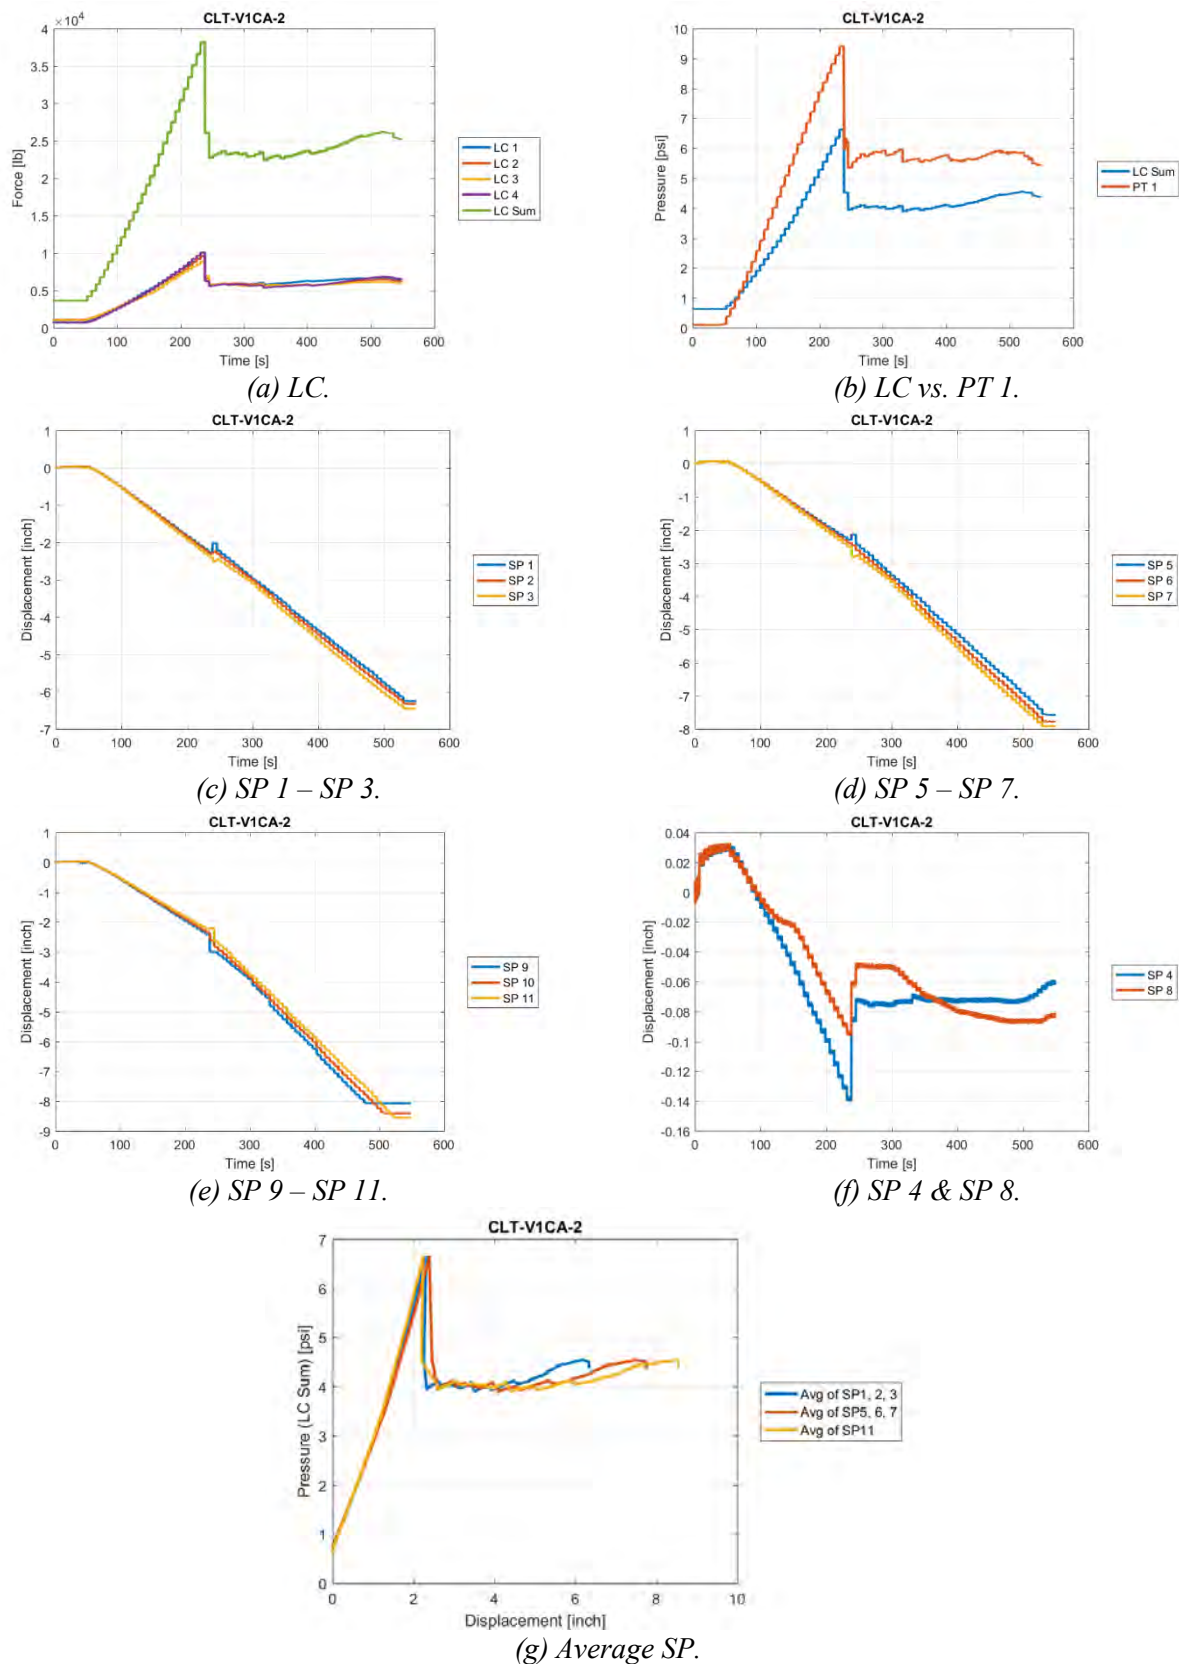 CLT-V1CA-2
×10⁴
4
3.5
3
2.5
2
1.5
1
0.5
0
0 100 200 300 400 500 600
Force [lb]
Time [s]
LC 1
LC 2
LC 3
LC 4
LC Sum
(a) LC.
CLT-V1CA-2
10
9
8
7
6
5
4
3
2
1
0
0 100 200 300 400 500 600
Pressure [psi]
Time [s]
LC Sum
PT 1
(b) LC vs. PT 1.
CLT-V1CA-2
1
0
-1
-2
-3
-4
-5
-6
-7
0 100 200 300 400 500 600
Displacement [inch]
Time [s]
SP 1
SP 2
SP 3
(c) SP 1 – SP 3.
CLT-V1CA-2
1
0
-1
-2
-3
-4
-5
-6
-7
-8
0 100 200 300 400 500 600
Displacement [inch]
Time [s]
SP 5
SP 6
SP 7
(d) SP 5 – SP 7.
CLT-V1CA-2
1
0
-1
-2
-3
-4
-5
-6
-7
-8
-9
0 100 200 300 400 500 600
Displacement [inch]
Time [s]
SP 9
SP 10
SP 11
(e) SP 9 – SP 11.
CLT-V1CA-2
0.04
0.02
0
-0.02
-0.04
-0.06
-0.08
-0.1
-0.12
-0.14
-0.16
0 100 200 300 400 500 600
Displacement [inch]
Time [s]
SP 4
SP 8
(f) SP 4 & SP 8.
CLT-V1CA-2
7
6
5
4
3
2
1
0
0 2 4 6 8 10
Pressure (LC Sum) [psi]
Displacement [inch]
Avg of SP1, 2, 3
Avg of SP5, 6, 7
Avg of SP11
(g) Average SP.